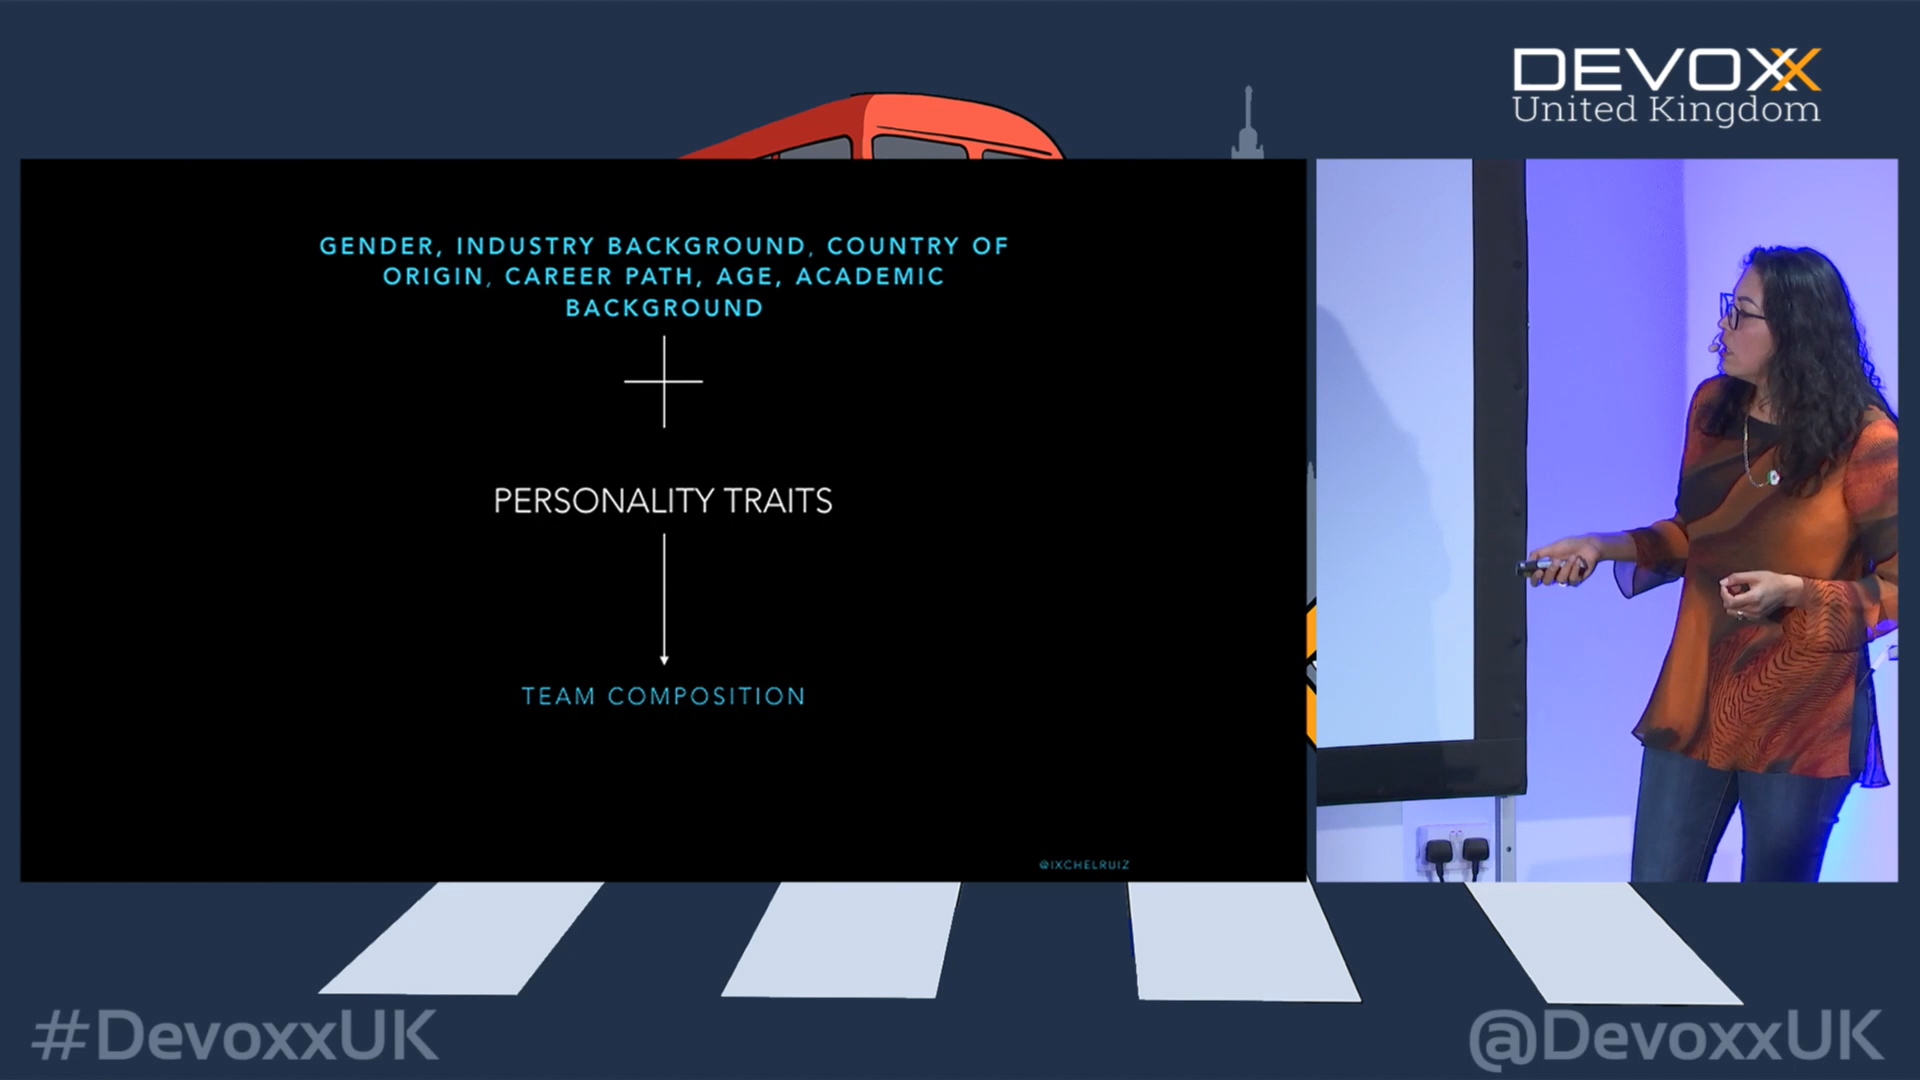 DEVOXX
United Kingdom
GENDER, INDUSTRY BACKGROUND, COUNTRY OF
ORIGIN, CAREER PATH, AGE, ACADEMIC
BACKGROUND
PERSONALITY TRAITS
TEAM COMPOSITION
@IXCHELRUIZ
#DevoxxUK
@DevoxxUK